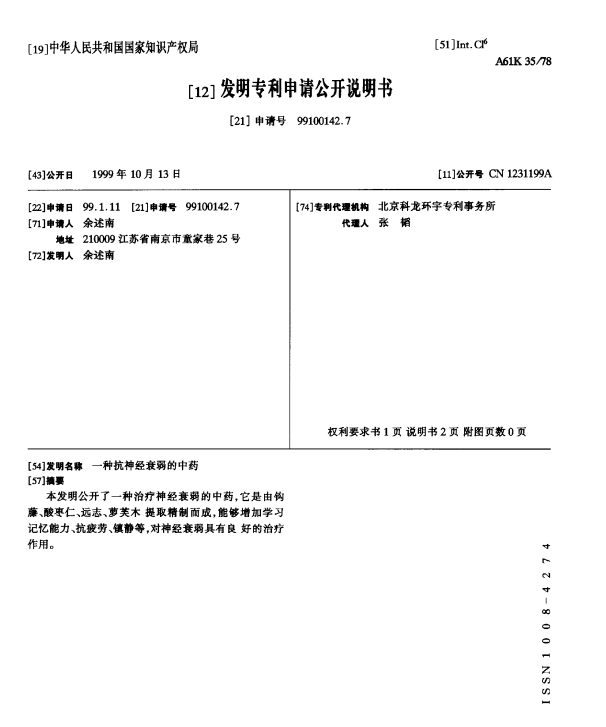 [19]中华人民共和国国家知识产权局
[51]Int.Cl⁶
A61K 35/78
[12] 发明专利申请公开说明书
[21] 申请号 99100142.7
[43]公开日 1999 年 10 月 13 日
[11]公开号 CN 1231199A
[22]申请日 99.1.11 [21]申请号 99100142.7
[71]申请人 余述南
地址 210009 江苏省南京市童家巷 25 号
[72]发明人 余述南
[74]专利代理机构 北京科龙环宇专利事务所
代理人 张 韬
权利要求书 1 页 说明书 2 页 附图页数 0 页
[54]发明名称 一种抗神经衰弱的中药
[57]摘要
本发明公开了一种治疗神经衰弱的中药,它是由钩
藤、酸枣仁、远志、萝芙木 提取精制而成,能够增加学习
记忆能力、抗疲劳、镇静等,对神经衰弱具有良 好的治疗
作用。
ISSN1008-4274